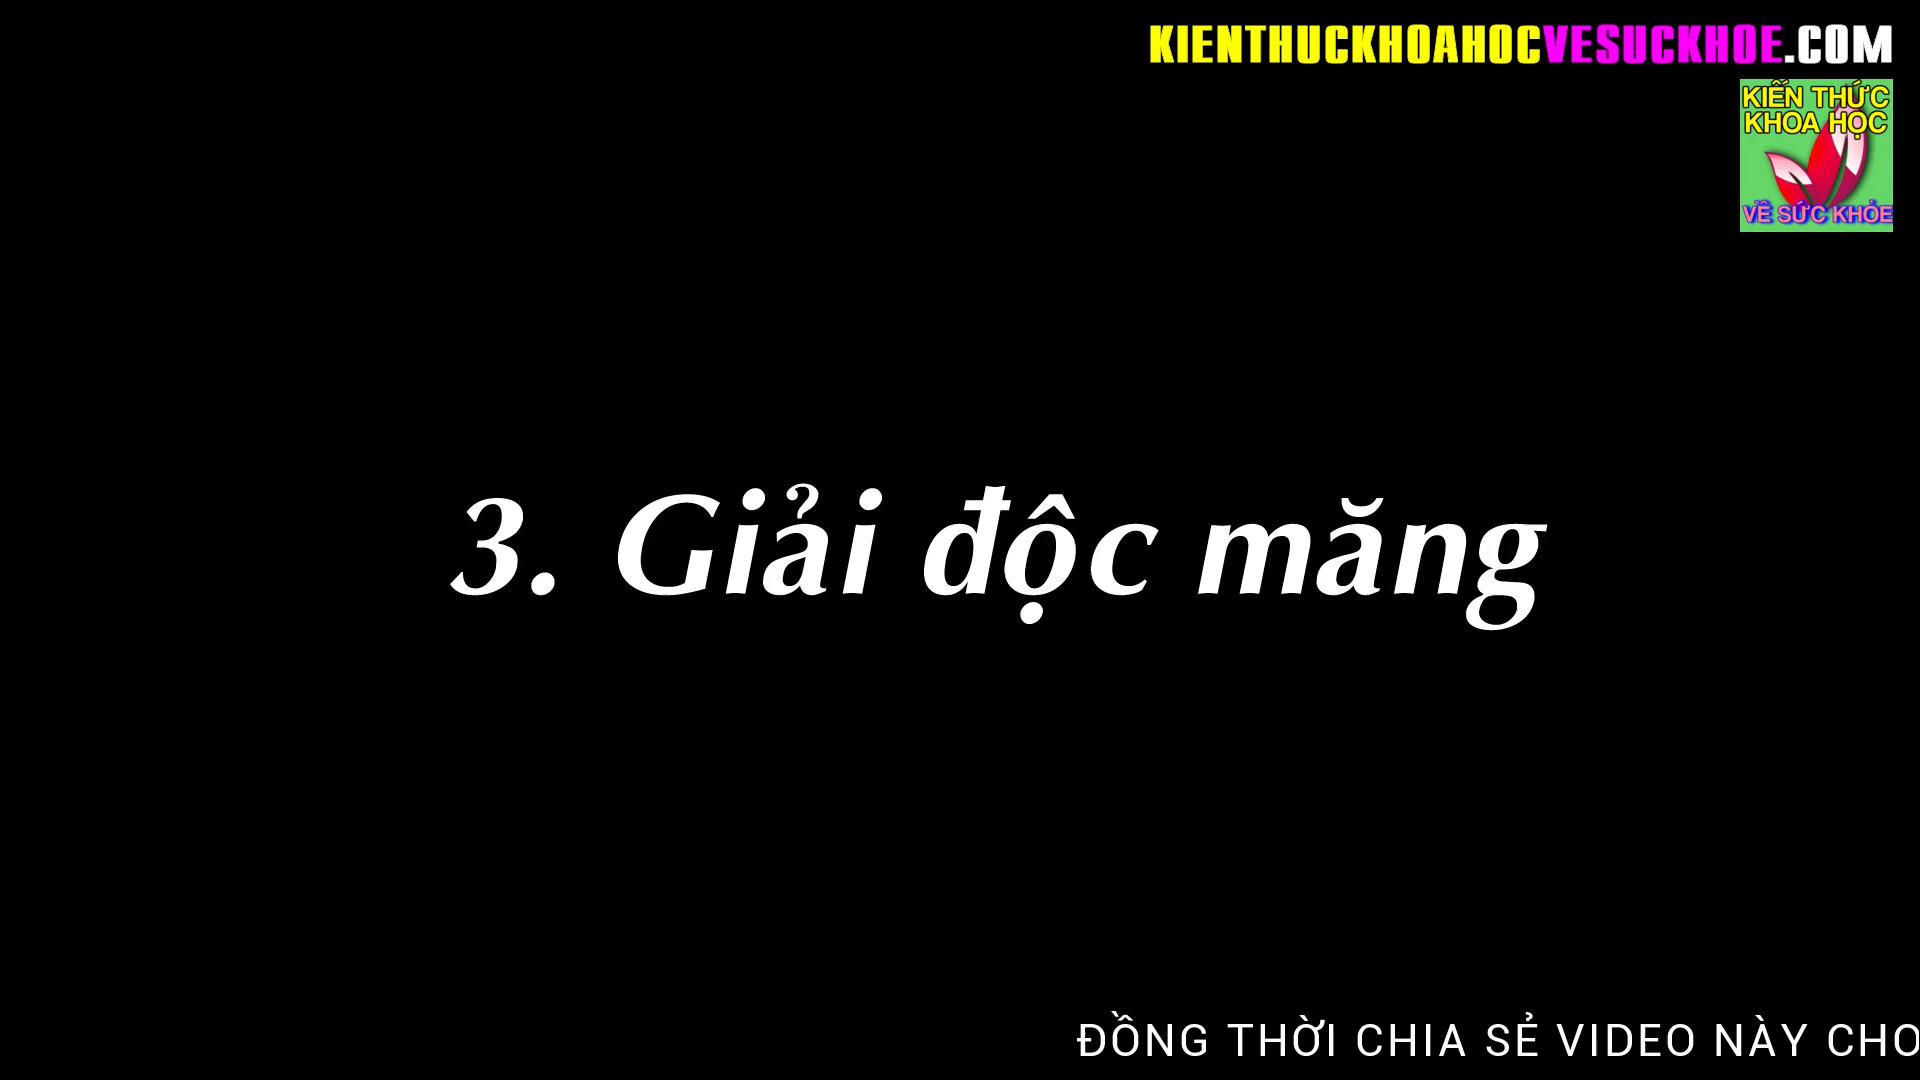 KIENTHUCKHOAHOCVESUCKHOE.COM
KIẾN THỨC
KHOA HỌC
VỀ SỨC KHỎE
3. Giải độc măng
ĐỒNG THỜI CHIA SẺ VIDEO NÀY CHO